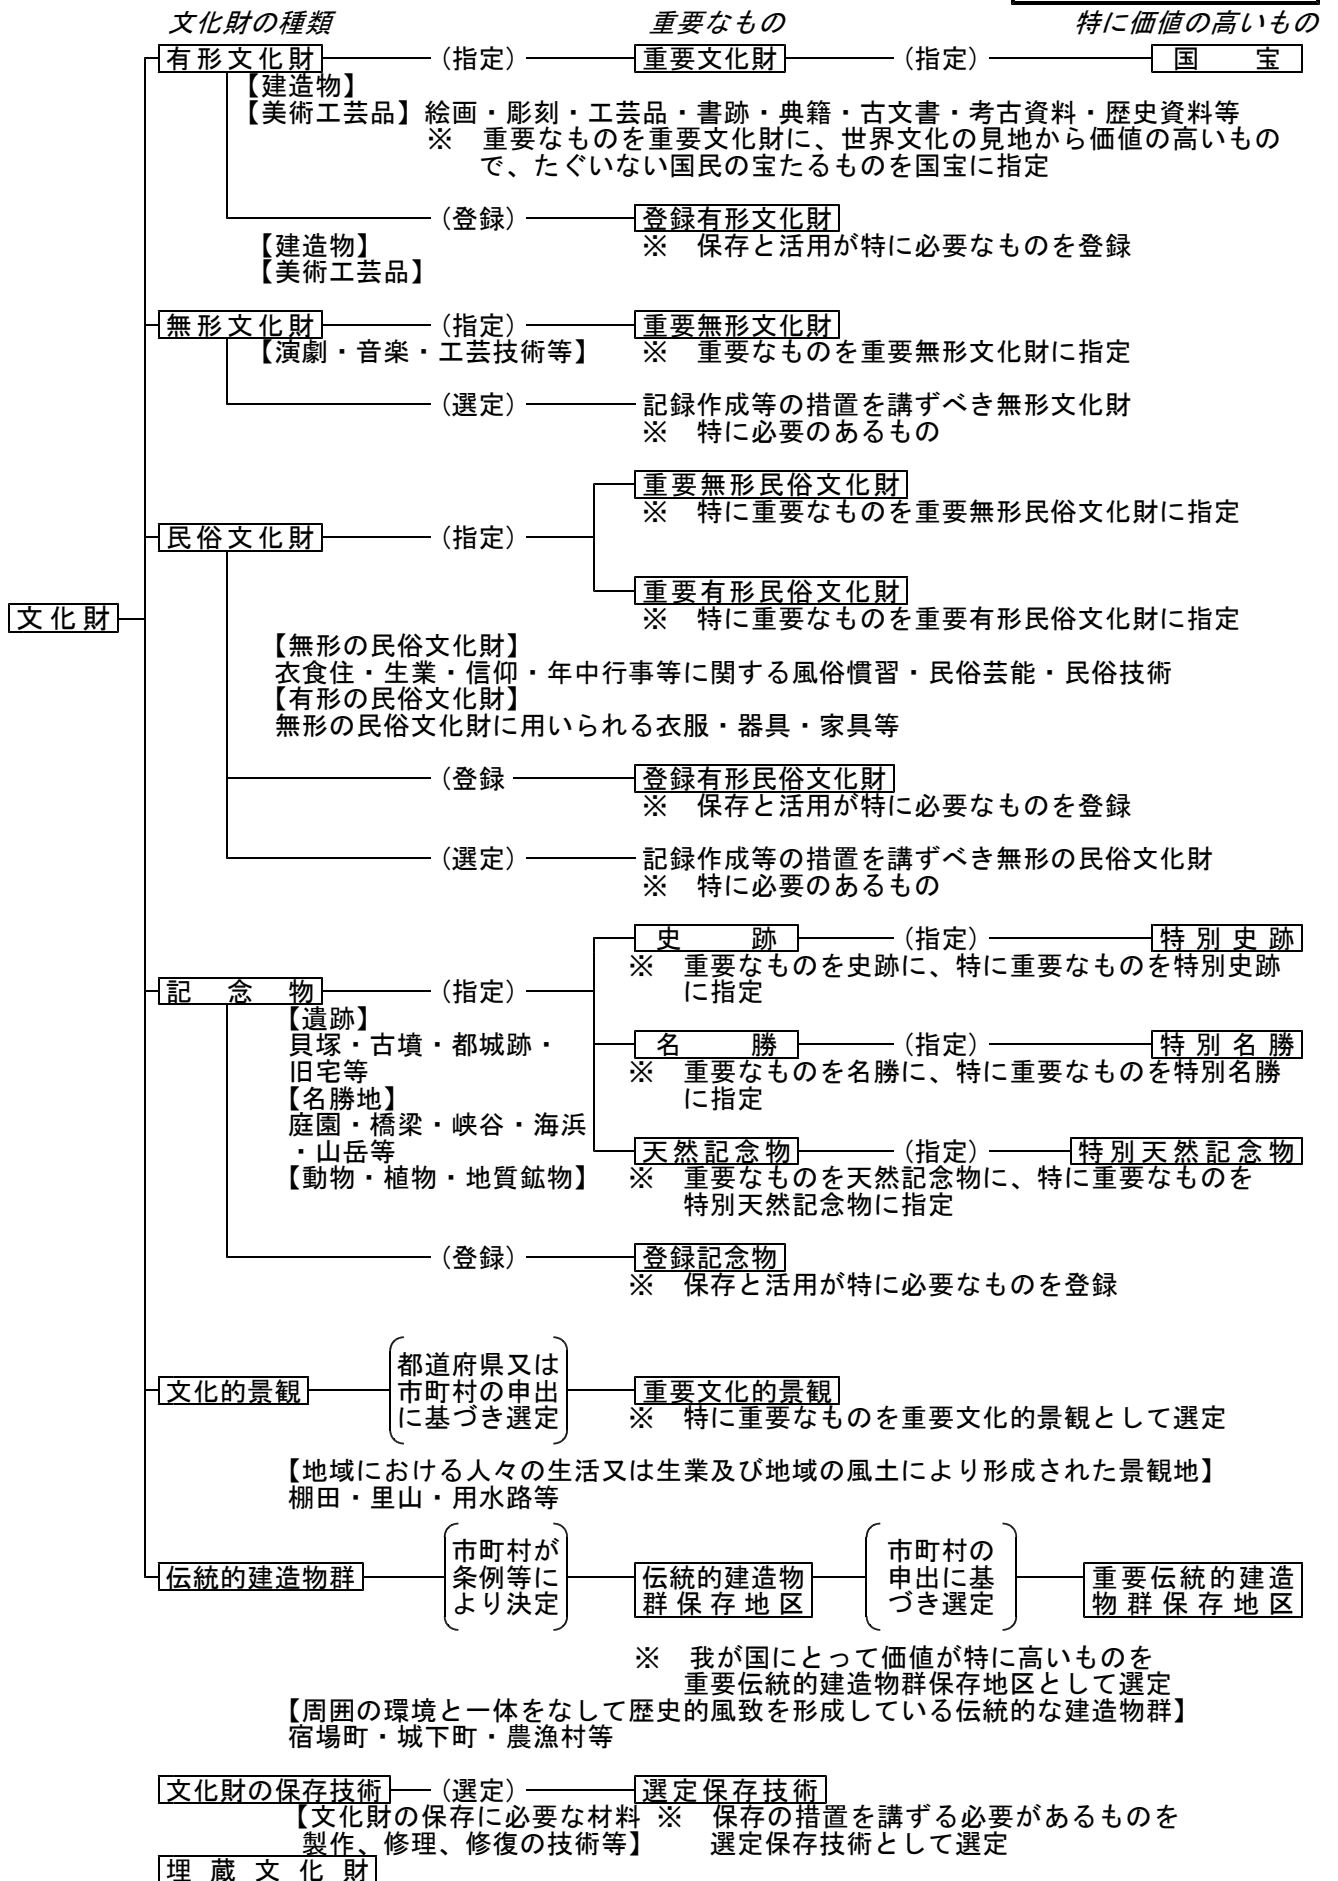 文化財の種類 重要なもの 特に価値の高いもの
有形文化財 (指定) 重要文化財 (指定) 国 宝
【建造物】
【美術工芸品】絵画・彫刻・工芸品・書跡・典籍・古文書・考古資料・歴史資料等
※ 重要なものを重要文化財に、世界文化の見地から価値の高いもの
で、たぐいない国民の宝たるものを国宝に指定
(登録) 登録有形文化財
【建造物】 ※ 保存と活用が特に必要なものを登録
【美術工芸品】
無形文化財 (指定) 重要無形文化財
【演劇・音楽・工芸技術等】 ※ 重要なものを重要無形文化財に指定
(選定) 記録作成等の措置を講ずべき無形文化財
※ 特に必要のあるもの
重要無形民俗文化財
※ 特に重要なものを重要無形民俗文化財に指定
民俗文化財 (指定)
重要有形民俗文化財
文化財 ※ 特に重要なものを重要有形民俗文化財に指定
【無形の民俗文化財】
衣食住・生業・信仰・年中行事等に関する風俗慣習・民俗芸能・民俗技術
【有形の民俗文化財】
無形の民俗文化財に用いられる衣服・器具・家具等
(登録 登録有形民俗文化財
※ 保存と活用が特に必要なものを登録
(選定) 記録作成等の措置を講ずべき無形の民俗文化財
※ 特に必要のあるもの
史 跡 (指定) 特別史跡
※ 重要なものを史跡に、特に重要なものを特別史跡
記 念 物 (指定) に指定
【遺跡】
貝塚・古墳・都城跡・ 名 勝 (指定) 特別名勝
旧宅等 ※ 重要なものを名勝に、特に重要なものを特別名勝
【名勝地】 に指定
庭園・橋梁・峡谷・海浜
・山岳等 天然記念物 (指定) 特別天然記念物
【動物・植物・地質鉱物】 ※ 重要なものを天然記念物に、特に重要なものを
特別天然記念物に指定
(登録) 登録記念物
※ 保存と活用が特に必要なものを登録
都道府県又は
文化的景観 市町村の申出 重要文化的景観
に基づき選定 ※ 特に重要なものを重要文化的景観として選定
【地域における人々の生活又は生業及び地域の風土により形成された景観地】
棚田・里山・用水路等
市町村が 市町村の
伝統的建造物群 条例等に 伝統的建造物 申出に基 重要伝統的建造
より決定 群保存地区 づき選定 物群保存地区
※ 我が国にとって価値が特に高いものを
重要伝統的建造物群保存地区として選定
【周囲の環境と一体をなして歴史的風致を形成している伝統的な建造物群】
宿場町・城下町・農漁村等
文化財の保存技術 (選定) 選定保存技術
【文化財の保存に必要な材料 ※ 保存の措置を講ずる必要があるものを
製作、修理、修復の技術等】 選定保存技術として選定
埋蔵文化財